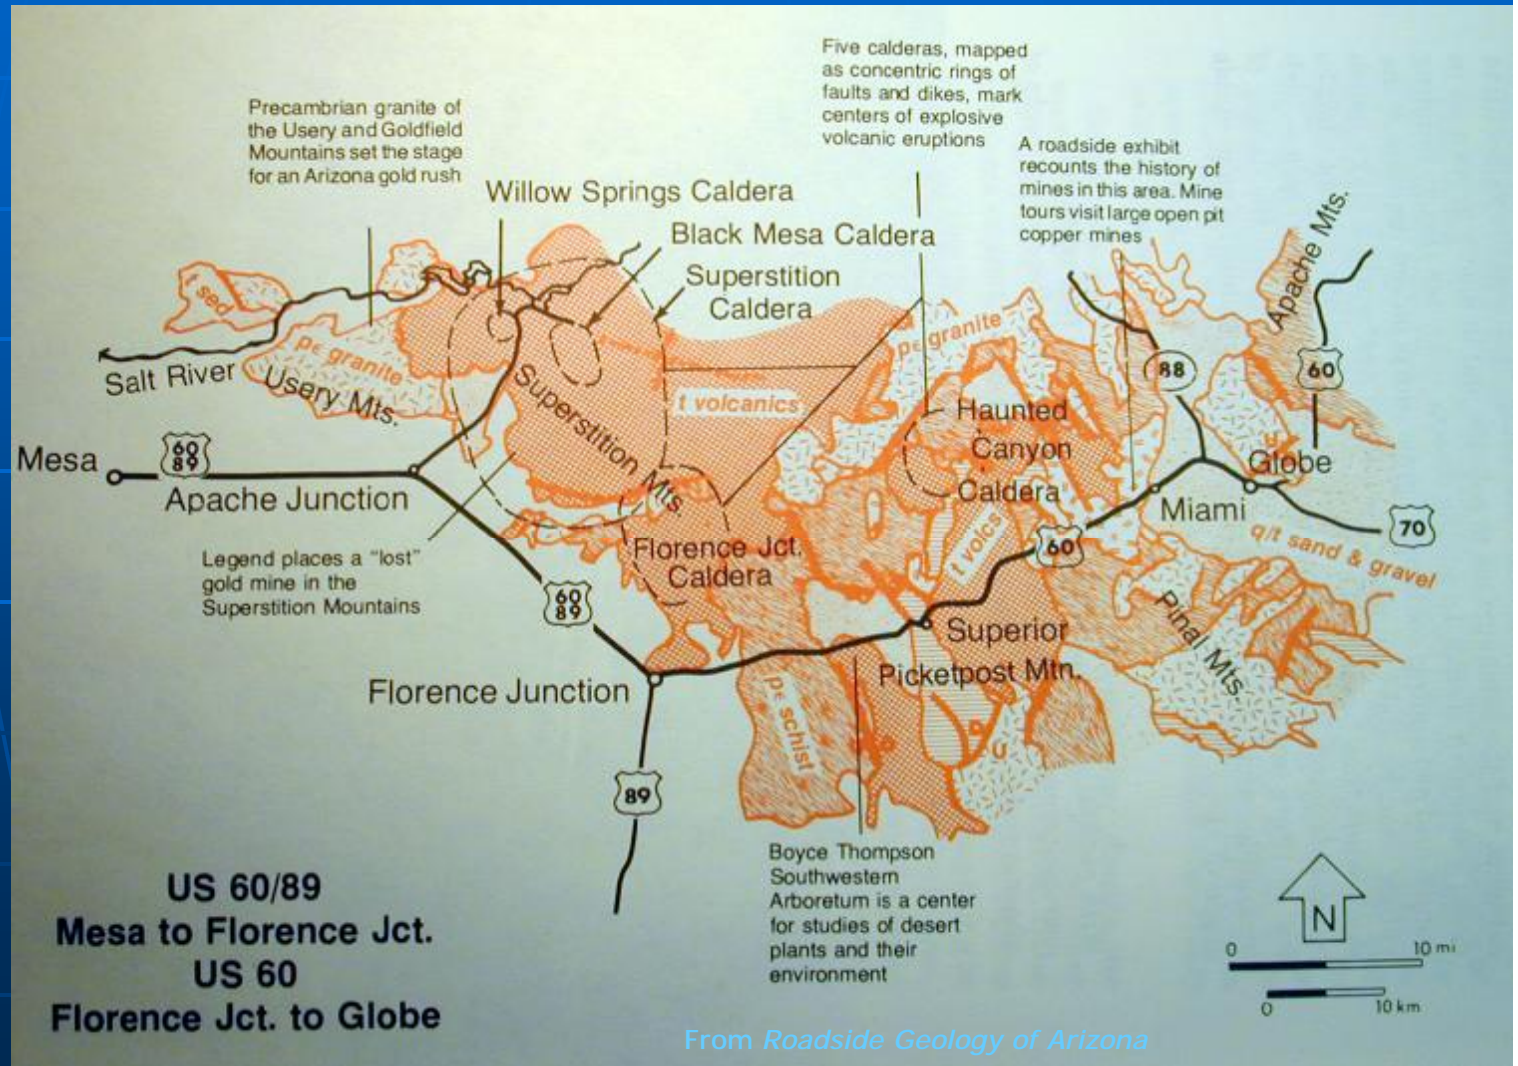 Five calderas, mapped
as concentric rings of
faults and dikes, mark
centers of explosive
volcanic eruptions
Precambrian granite of
the Usery and Goldfield
Mountains set the stage
for an Arizona gold rush
A roadside exhibit
recounts the history of
mines in this area. Mine
tours visit large open pit
copper mines
Willow Springs Caldera
Black Mesa Caldera
Superstition
Caldera
Apache Mts.
t sed
pЄ granite
Salt River
pЄ granite
Usery Mts.
88
60
t volcanics
Superstition Mts.
Haunted
Canyon
Caldera
Mesa
60
89
Apache Junction
U
Globe
Miami
70
q/t sand & gravel
t volcs
60
Florence Jct.
Caldera
Legend places a "lost"
gold mine in the
Superstition Mountains
60
89
Superior
Pinal Mts.
Picketpost Mtn.
Florence Junction
pЄ schist
D
U
89
Boyce Thompson
Southwestern
Arboretum is a center
for studies of desert
plants and their
environment
US 60/89
Mesa to Florence Jct.
US 60
Florence Jct. to Globe
N
0 10 mi
0 10 km
From Roadside Geology of Arizona